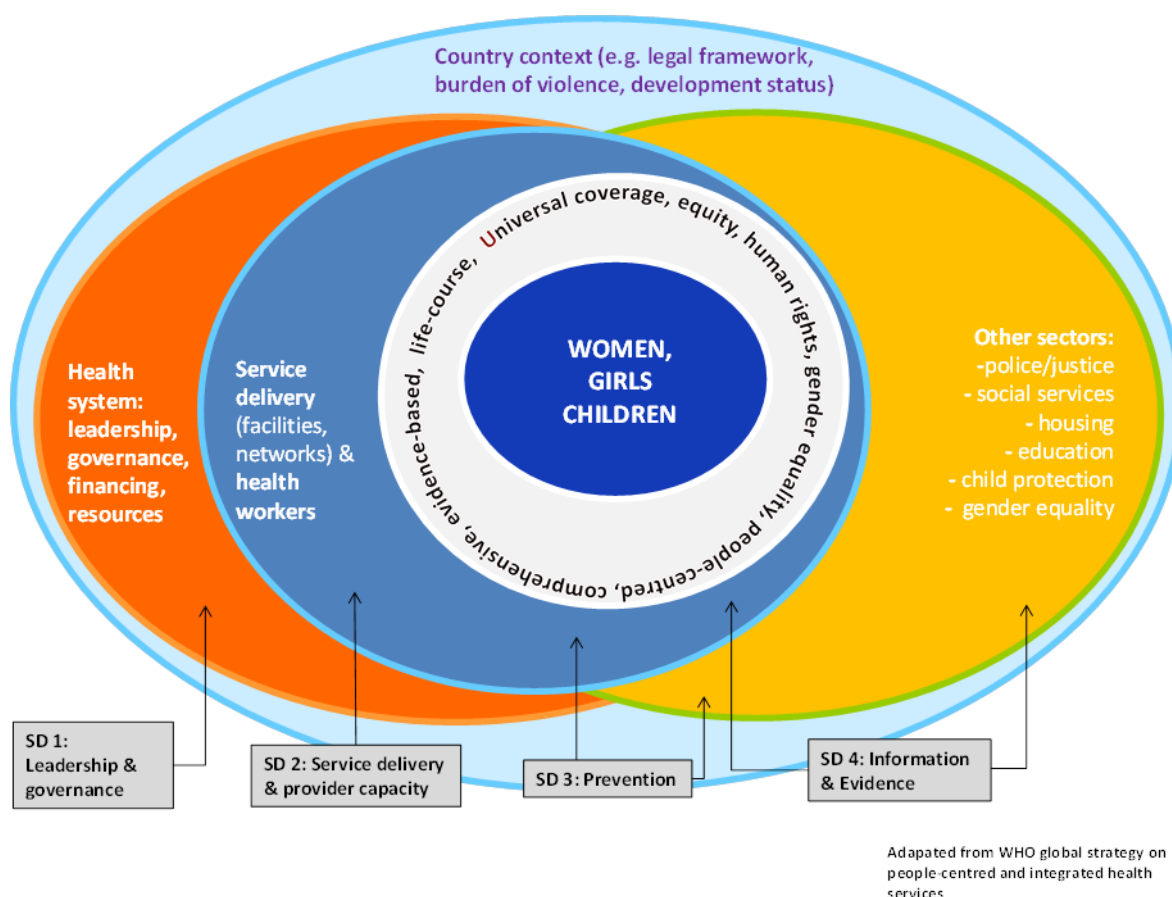 Country context (e.g. legal framework,
burden of violence, development status)
Universal coverage, equity, human rights, gender equality, people-centred, comprehensive, evidence-based, life-course,
WOMEN,
GIRLS
CHILDREN
Health
system:
leadership,
governance,
financing,
resources
Service
delivery
(facilities,
networks) &
health
workers
Other sectors:
-police/justice
- social services
- housing
- education
- child protection
- gender equality
SD 1:
Leadership &
governance
SD 2: Service delivery
& provider capacity
SD 3: Prevention
SD 4: Information
& Evidence
Adapated from WHO global strategy on
people-centred and integrated health
services